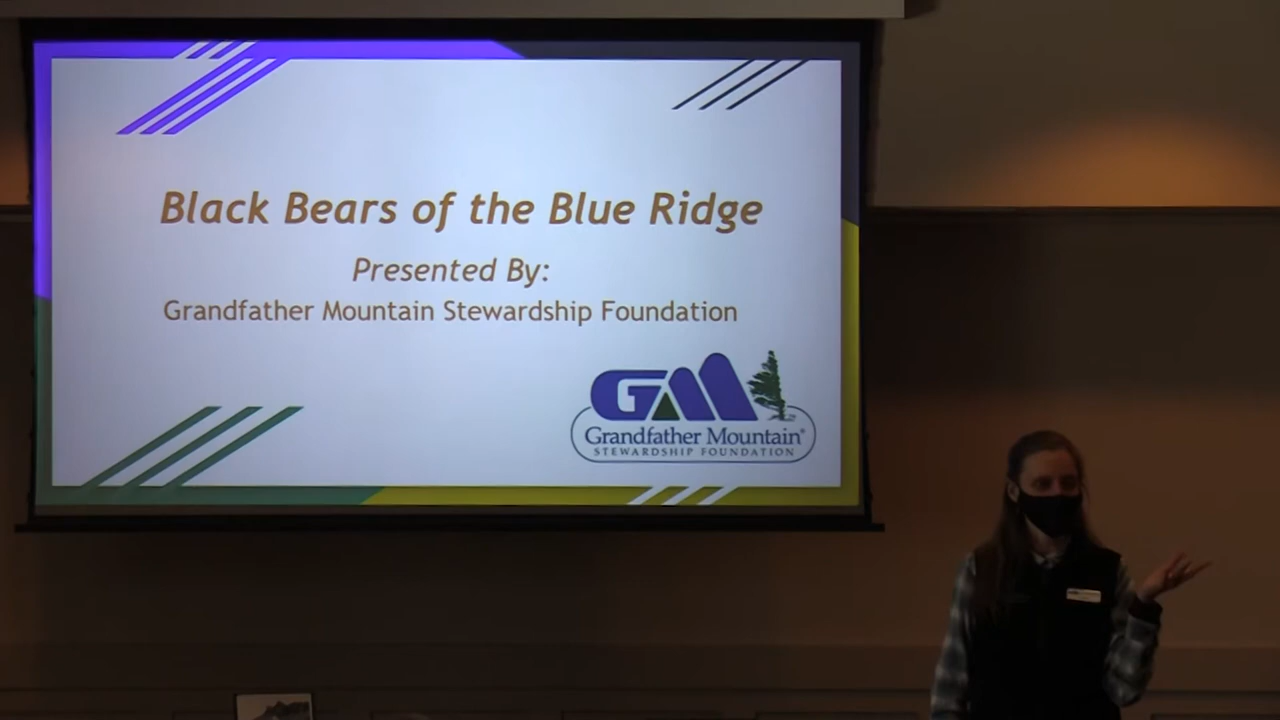 Black Bears of the Blue Ridge
Presented By:
Grandfather Mountain Stewardship Foundation
GM
Grandfather Mountain®
STEWARDSHIP FOUNDATION